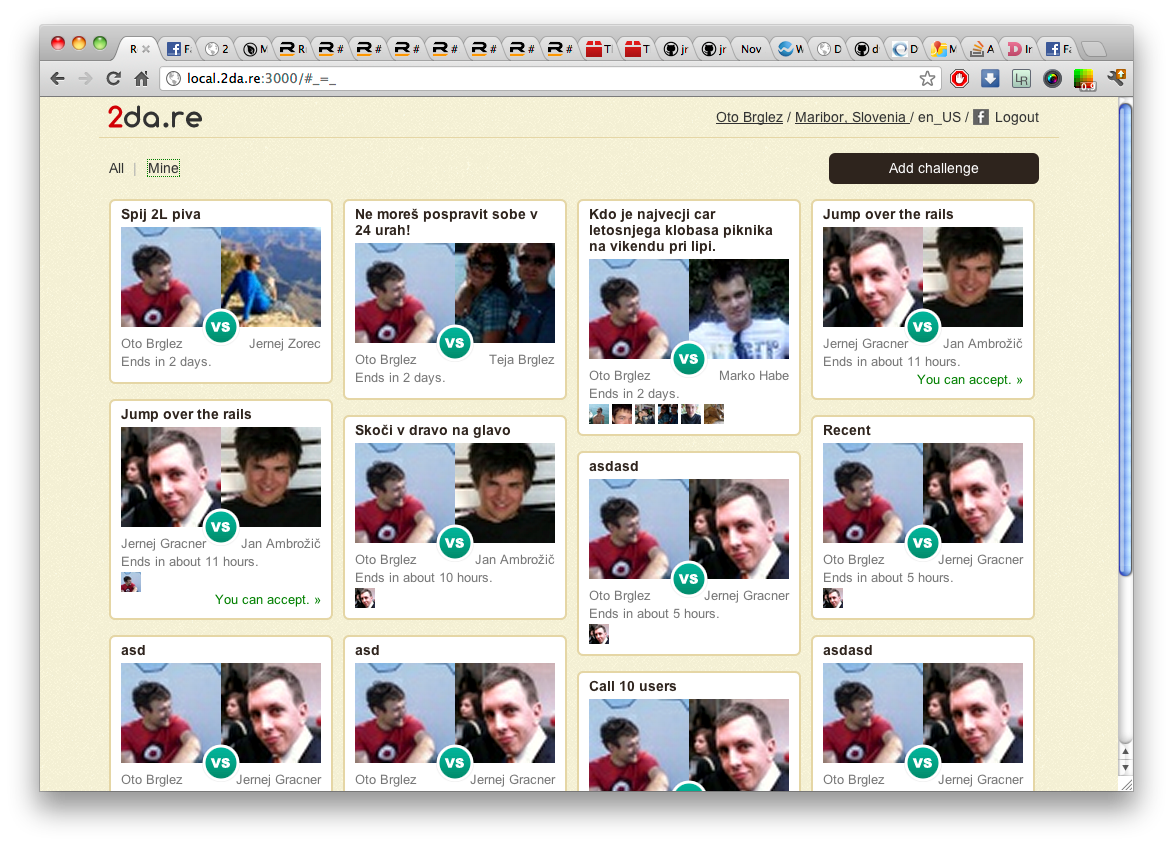 R
F
2
M
R
#
#
#
#
#
#
#
T
T
jr
jr
Nov
W
D
d
D
M
A
Ir
F
local.2da.re:3000/#_=_
LR
0.9
2da.re
Oto Brglez / Maribor, Slovenia / en_US / f Logout
All | Mine
Add challenge
Spij 2L piva
VS
Oto Brglez Jernej Zorec
Ends in 2 days.
Ne moreš pospravit sobe v
24 urah!
VS
Oto Brglez Teja Brglez
Ends in 2 days.
Kdo je najvecji car
letosnjega klobasa piknika
na vikendu pri lipi.
VS
Oto Brglez Marko Habe
Ends in 2 days.
Jump over the rails
VS
Jernej Gracner Jan Ambrožič
Ends in about 11 hours.
You can accept. »
Jump over the rails
VS
Jernej Gracner Jan Ambrožič
Ends in about 11 hours.
You can accept. »
Skoči v dravo na glavo
VS
Oto Brglez Jan Ambrožič
Ends in about 10 hours.
asdasd
VS
Oto Brglez Jernej Gracner
Ends in about 5 hours.
Recent
VS
Oto Brglez Jernej Gracner
Ends in about 5 hours.
asd
VS
Oto Brglez Jernej Gracner
asd
VS
Oto Brglez Jernej Gracner
Call 10 users
asdasd
VS
Oto Brglez Jernej Gracner